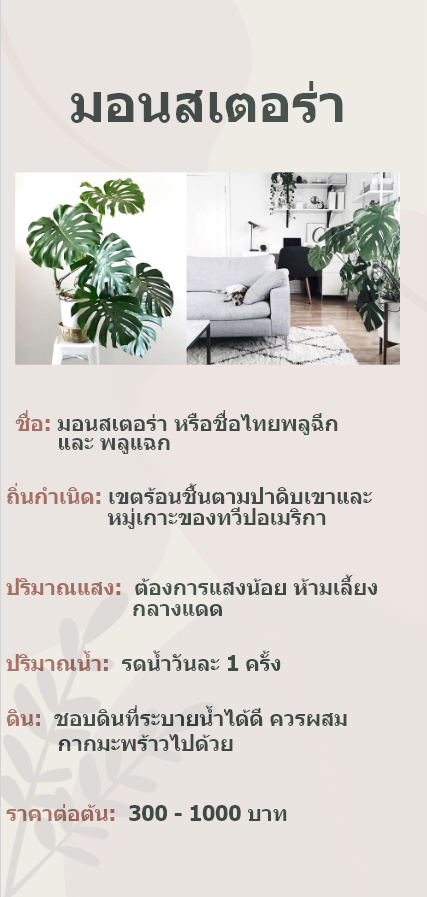 มอนสเตอร่า
ชื่อ: มอนสเตอร่า หรือชื่อไทยพลูฉีก
และ พลูแฉก
ถิ่นกำเนิด: เขตร้อนชื้นตามป่าดิบเขาและ
หมู่เกาะของทวีปอเมริกา
ปริมาณแสง: ต้องการแสงน้อย ห้ามเลี้ยง
กลางแดด
ปริมาณน้ำ: รดน้ำวันละ 1 ครั้ง
ดิน: ชอบดินที่ระบายน้ำได้ดี ควรผสม
กากมะพร้าวไปด้วย
ราคาต่อต้น: 300 - 1000 บาท